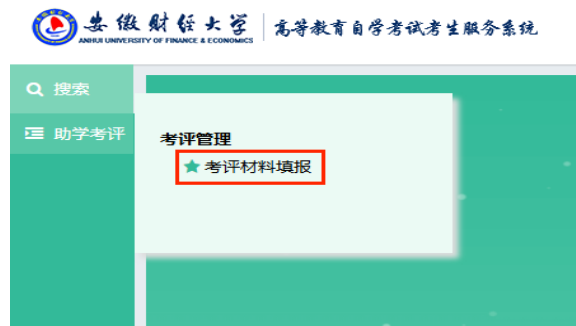 安徽财经大学 高等教育自学考试考生服务系统
ANHUI UNIVERSITY OF FINANCE & ECONOMICS
搜索
助学考评
考评管理
考评材料填报